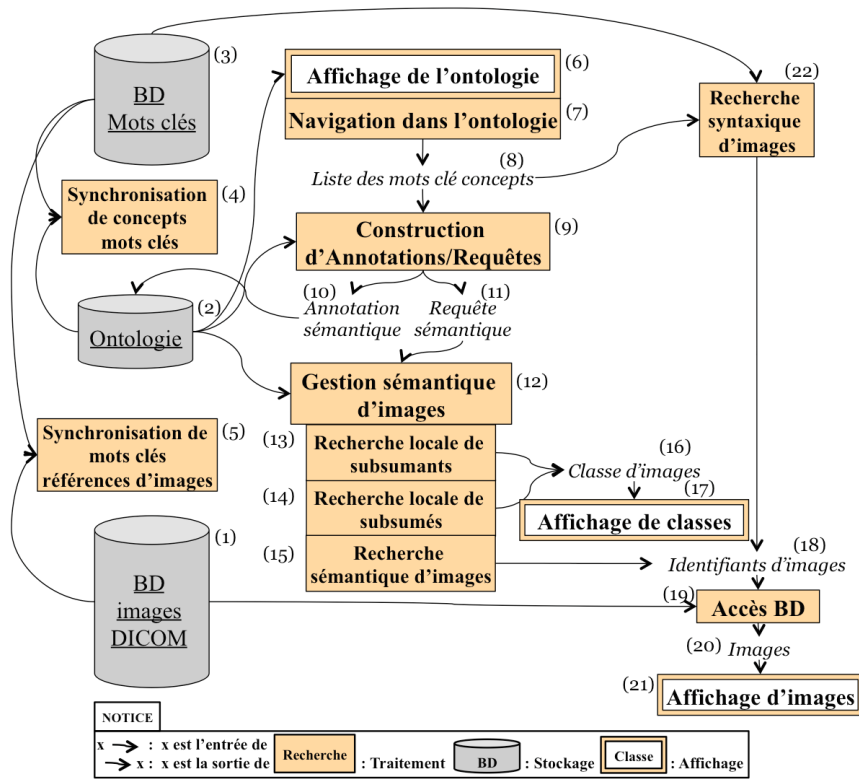 (3)
BD
Mots clés
(6)
Affichage de l'ontologie
(7)
Navigation dans l'ontologie
(22)
Recherche
syntaxique
d'images
(8)
Liste des mots clé concepts
(4)
Synchronisation
de concepts
mots clés
(9)
Construction
d'Annotations/Requêtes
(2)
Ontologie
(10)
Annotation
sémantique
(11)
Requête
sémantique
(12)
Gestion sémantique
d'images
(5)
Synchronisation de
mots clés
références d'images
(13)
Recherche locale de
subsumants
(14)
Recherche locale de
subsumés
(15)
Recherche
sémantique d'images
(16)
Classe d'images
(17)
Affichage de classes
(1)
BD
images
DICOM
(18)
Identifiants d'images
(19)
Accès BD
(20)
Images
(21)
Affichage d'images
NOTICE
x : x est l'entrée de
x : x est la sortie de
Recherche
: Traitement
BD
: Stockage
Classe
: Affichage